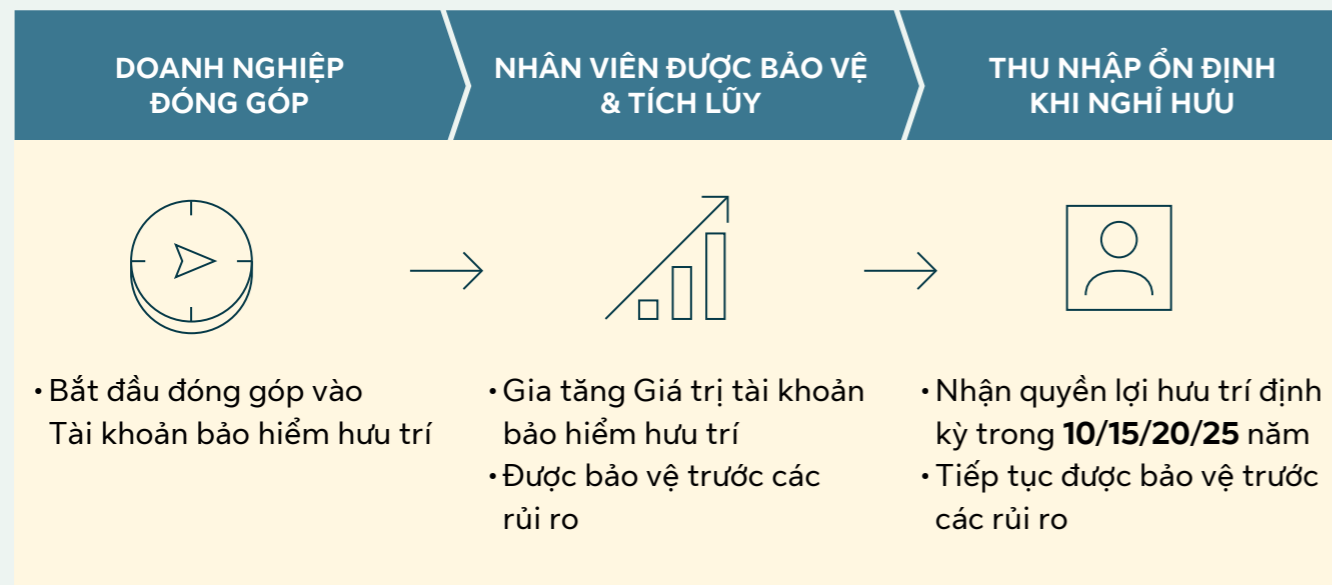 DOANH NGHIỆP
ĐÓNG GÓP
NHÂN VIÊN ĐƯỢC BẢO VỆ
& TÍCH LŨY
THU NHẬP ỔN ĐỊNH
KHI NGHỈ HƯU
• Bắt đầu đóng góp vào
Tài khoản bảo hiểm hưu trí
• Gia tăng Giá trị tài khoản
bảo hiểm hưu trí
• Được bảo vệ trước các
rủi ro
• Nhận quyền lợi hưu trí định
kỳ trong 10/15/20/25 năm
• Tiếp tục được bảo vệ trước
các rủi ro